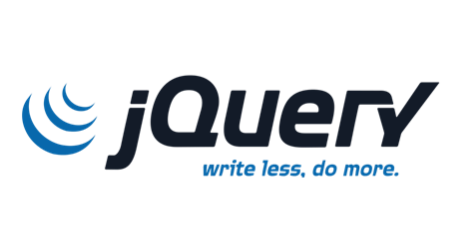 jQuery
write less, do more.